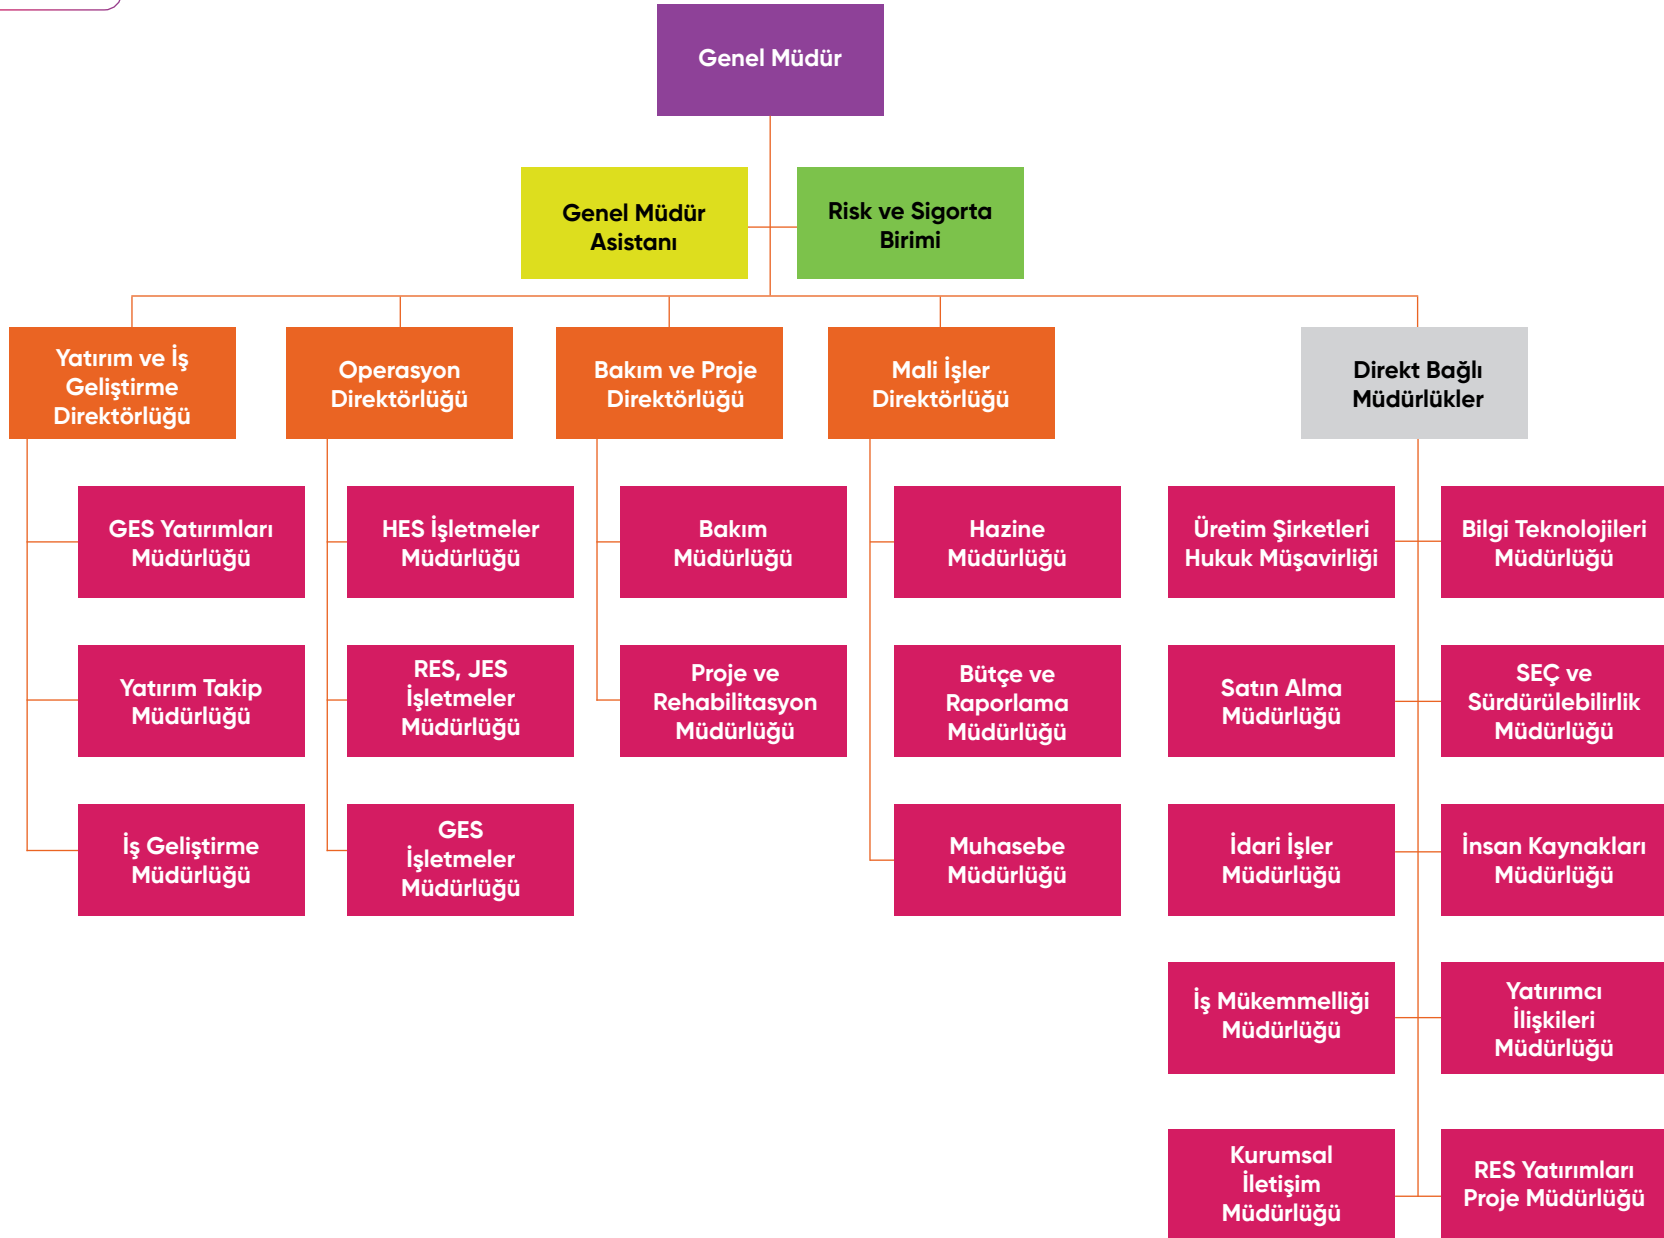 Genel Müdür
Genel Müdür
Asistanı
Risk ve Sigorta
Birimi
Yatırım ve İş
Geliştirme
Direktörlüğü
Operasyon
Direktörlüğü
Bakım ve Proje
Direktörlüğü
Mali İşler
Direktörlüğü
Direkt Bağlı
Müdürlükler
GES Yatırımları
Müdürlüğü
HES İşletmeler
Müdürlüğü
Bakım
Müdürlüğü
Hazine
Müdürlüğü
Üretim Şirketleri
Hukuk Müşavirliği
Bilgi Teknolojileri
Müdürlüğü
Yatırım Takip
Müdürlüğü
RES, JES
İşletmeler
Müdürlüğü
Proje ve
Rehabilitasyon
Müdürlüğü
Bütçe ve
Raporlama
Müdürlüğü
Satın Alma
Müdürlüğü
SEÇ ve
Sürdürülebilirlik
Müdürlüğü
İş Geliştirme
Müdürlüğü
GES
İşletmeler
Müdürlüğü
Muhasebe
Müdürlüğü
İdari İşler
Müdürlüğü
İnsan Kaynakları
Müdürlüğü
İş Mükemmelliği
Müdürlüğü
Yatırımcı
İlişkileri
Müdürlüğü
Kurumsal
İletişim
Müdürlüğü
RES Yatırımları
Proje Müdürlüğü